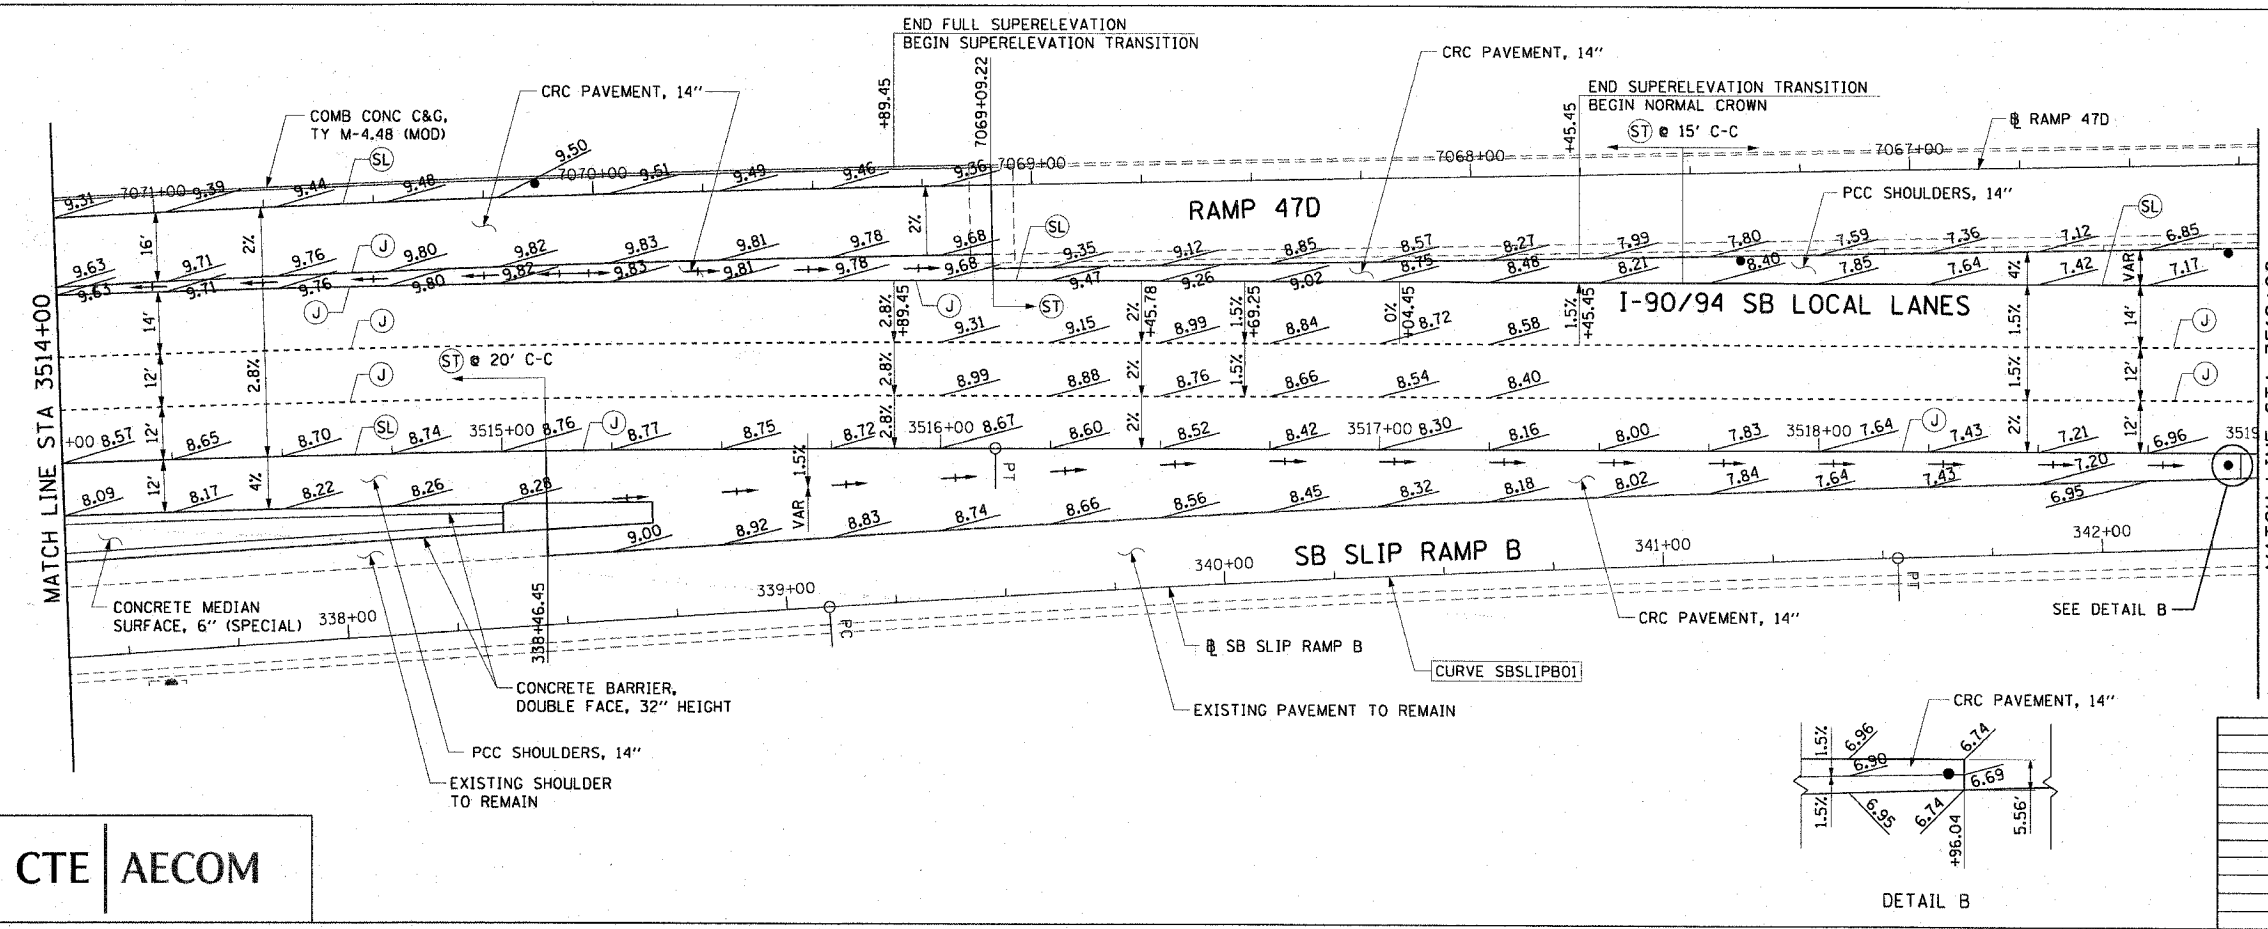 END FULL SUPERELEVATION
BEGIN SUPERELEVATION TRANSITION
+89.45
7069+09.22
CRC PAVEMENT, 14"
CRC PAVEMENT, 14"
END SUPERELEVATION TRANSITION
BEGIN NORMAL CROWN
+45.45
ST @ 15' C-C
RAMP 47D
COMB CONC C&G,
TY M-4.48 (MOD)
SL
9.50
9.31 7071+00 9.39 9.44 9.48 7070+00 9.51 9.49 9.46 9.36 7069+00 7068+00 7067+00
RAMP 47D
PCC SHOULDERS, 14"
SL
SL
16'
2%
2%
J
9.63 9.71 9.76 9.80 9.82 9.83 9.81 9.78 9.68 9.35 9.12 8.85 8.57 8.27 7.99 7.80 7.59 7.36 7.12 6.85
9.63 9.71 9.76 9.80 9.82 9.83 9.81 9.78 9.68 9.47 9.26 9.02 8.75 8.48 8.21 8.40 7.85 7.64 7.42 7.17
4%
VAR
J
J
J
ST
I-90/94 SB LOCAL LANES
14'
2.8%
+89.45
9.31 9.15 8.99 8.84 8.72 8.58
2%
+45.78
1.5%
+69.25
0%
+04.45
1.5%
+45.45
1.5%
14'
J
ST @ 20' C-C
12'
2.8%
J
2.8%
8.99 8.88 8.76 8.66 8.54 8.40
2%
1.5%
1.5%
12'
J
MATCH LINE STA 3514+00
+00 8.57 12' 8.65 8.70 SL 8.74 3515+00 8.76 J 8.77 8.75 8.72 2.8% 3516+00 8.67 8.60 2% 8.52 8.42 3517+00 8.30 8.16 8.00 7.83 3518+00 7.64 J 7.43 2% 7.21 12' 6.96 3519
8.09 12' 8.17 4% 8.22 8.26 8.28
1.5%
VAR
PT
9.00 8.92 8.83 8.74 8.66 8.56 8.45 8.32 8.18 8.02 7.84 7.64 7.43 7.20 6.95
SB SLIP RAMP B
338+00 339+00 340+00 341+00 342+00
338+46.45
PC
PT
CONCRETE MEDIAN
SURFACE, 6" (SPECIAL)
CONCRETE BARRIER,
DOUBLE FACE, 32" HEIGHT
PCC SHOULDERS, 14"
EXISTING SHOULDER
TO REMAIN
SB SLIP RAMP B
CURVE SBSLIPB01
EXISTING PAVEMENT TO REMAIN
CRC PAVEMENT, 14"
SEE DETAIL B
CRC PAVEMENT, 14"
1.5%
6.96
6.74
6.90
6.69
1.5%
6.95
6.74
+96.04
5.56'
DETAIL B
CTE | AECOM